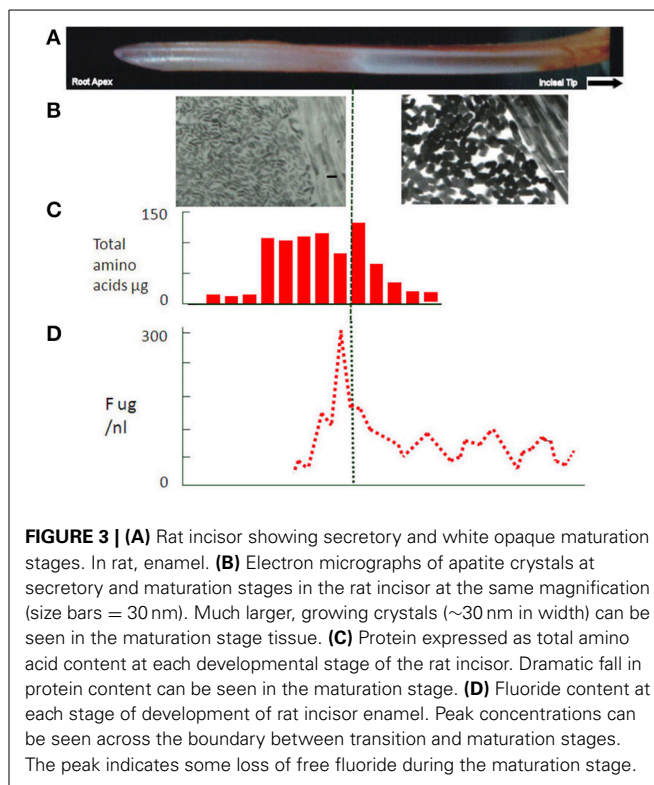 A
Root Apex
Incisal Tip
B
C
150
Total
amino
acids µg
0
D
300
F ug
/nl
0
FIGURE 3 | (A) Rat incisor showing secretory and white opaque maturation
stages. In rat, enamel. (B) Electron micrographs of apatite crystals at
secretory and maturation stages in the rat incisor at the same magnification
(size bars = 30 nm). Much larger, growing crystals (∼30 nm in width) can be
seen in the maturation stage tissue. (C) Protein expressed as total amino
acid content at each developmental stage of the rat incisor. Dramatic fall in
protein content can be seen in the maturation stage. (D) Fluoride content at
each stage of development of rat incisor enamel. Peak concentrations can
be seen across the boundary between transition and maturation stages.
The peak indicates some loss of free fluoride during the maturation stage.